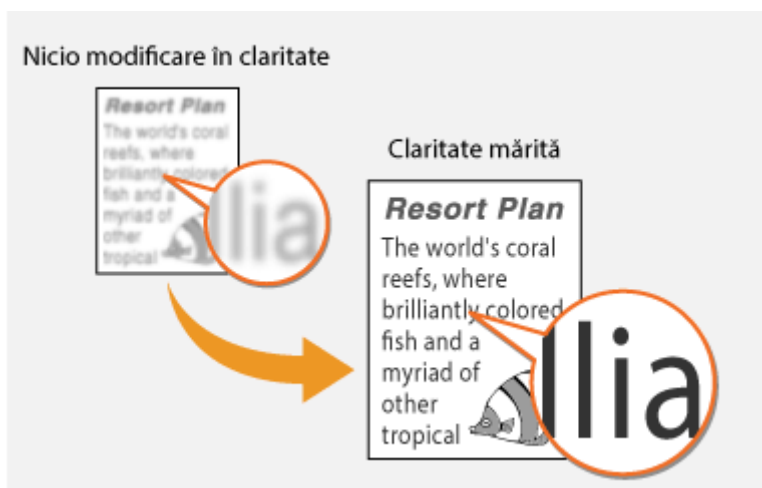 Nicio modificare în claritate
Resort Plan
The world's coral
reefs, where
brilliantly colored
fish and a
myriad of
other
tropical
llia
Claritate mărită
Resort Plan
The world's coral
reefs, where
brilliantly colored
fish and a
myriad of
other
tropical
llia